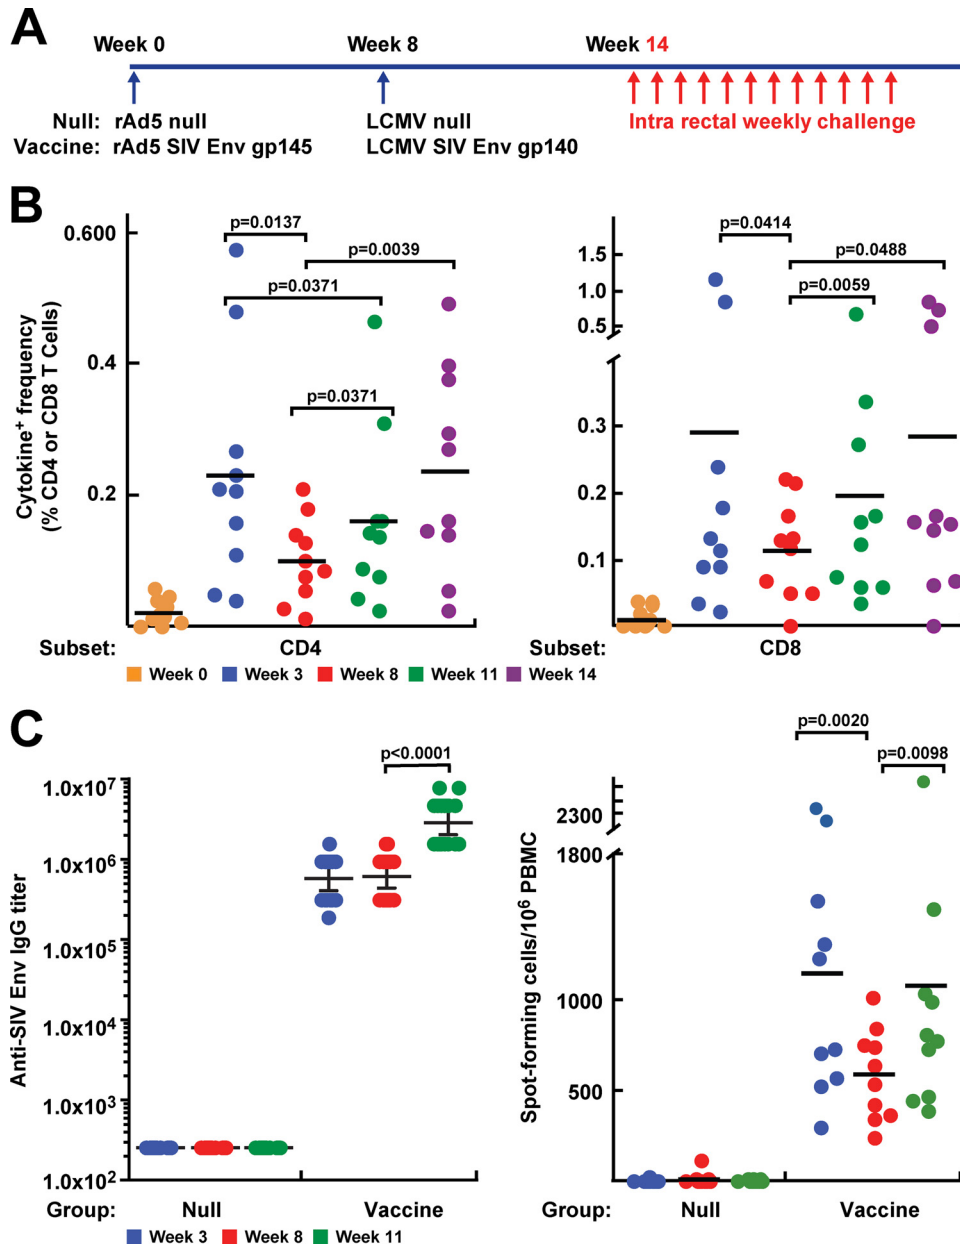 A
Week 0 Week 8 Week 14
Null: rAd5 null LCMV null Intra rectal weekly challenge
Vaccine: rAd5 SIV Env gp145 LCMV SIV Env gp140
B
Cytokine⁺ frequency
(% CD4 or CD8 T Cells)
0.600
0.4
0.2
p=0.0137
p=0.0039
p=0.0371
p=0.0371
Subset: CD4
1.5
1.0
0.5
0.3
0.2
0.1
p=0.0414
p=0.0488
p=0.0059
Subset: CD8
Week 0 Week 3 Week 8 Week 11 Week 14
C
Anti-SIV Env IgG titer
1.0x10⁷
1.0x10⁶
1.0x10⁵
1.0x10⁴
1.0x10³
1.0x10²
p<0.0001
Group: Null Vaccine
Spot-forming cells/10⁶ PBMC
2300
1800
1000
500
p=0.0020
p=0.0098
Group: Null Vaccine
Week 3 Week 8 Week 11